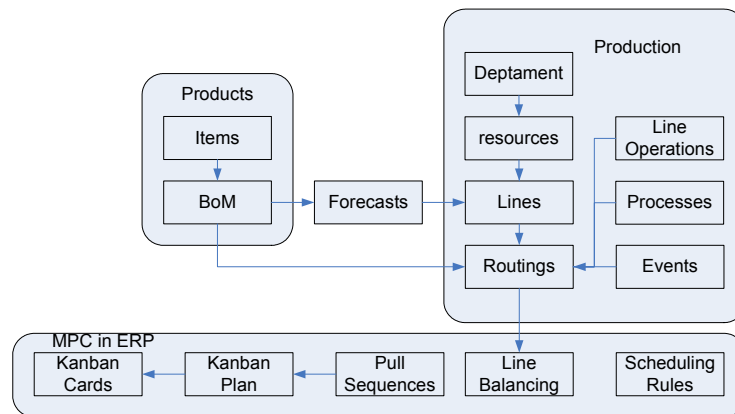 Production
Products
Deptament
Items
resources
Line
Operations
BoM
Forecasts
Lines
Processes
Routings
Events
MPC in ERP
Kanban
Cards
Kanban
Plan
Pull
Sequences
Line
Balancing
Scheduling
Rules